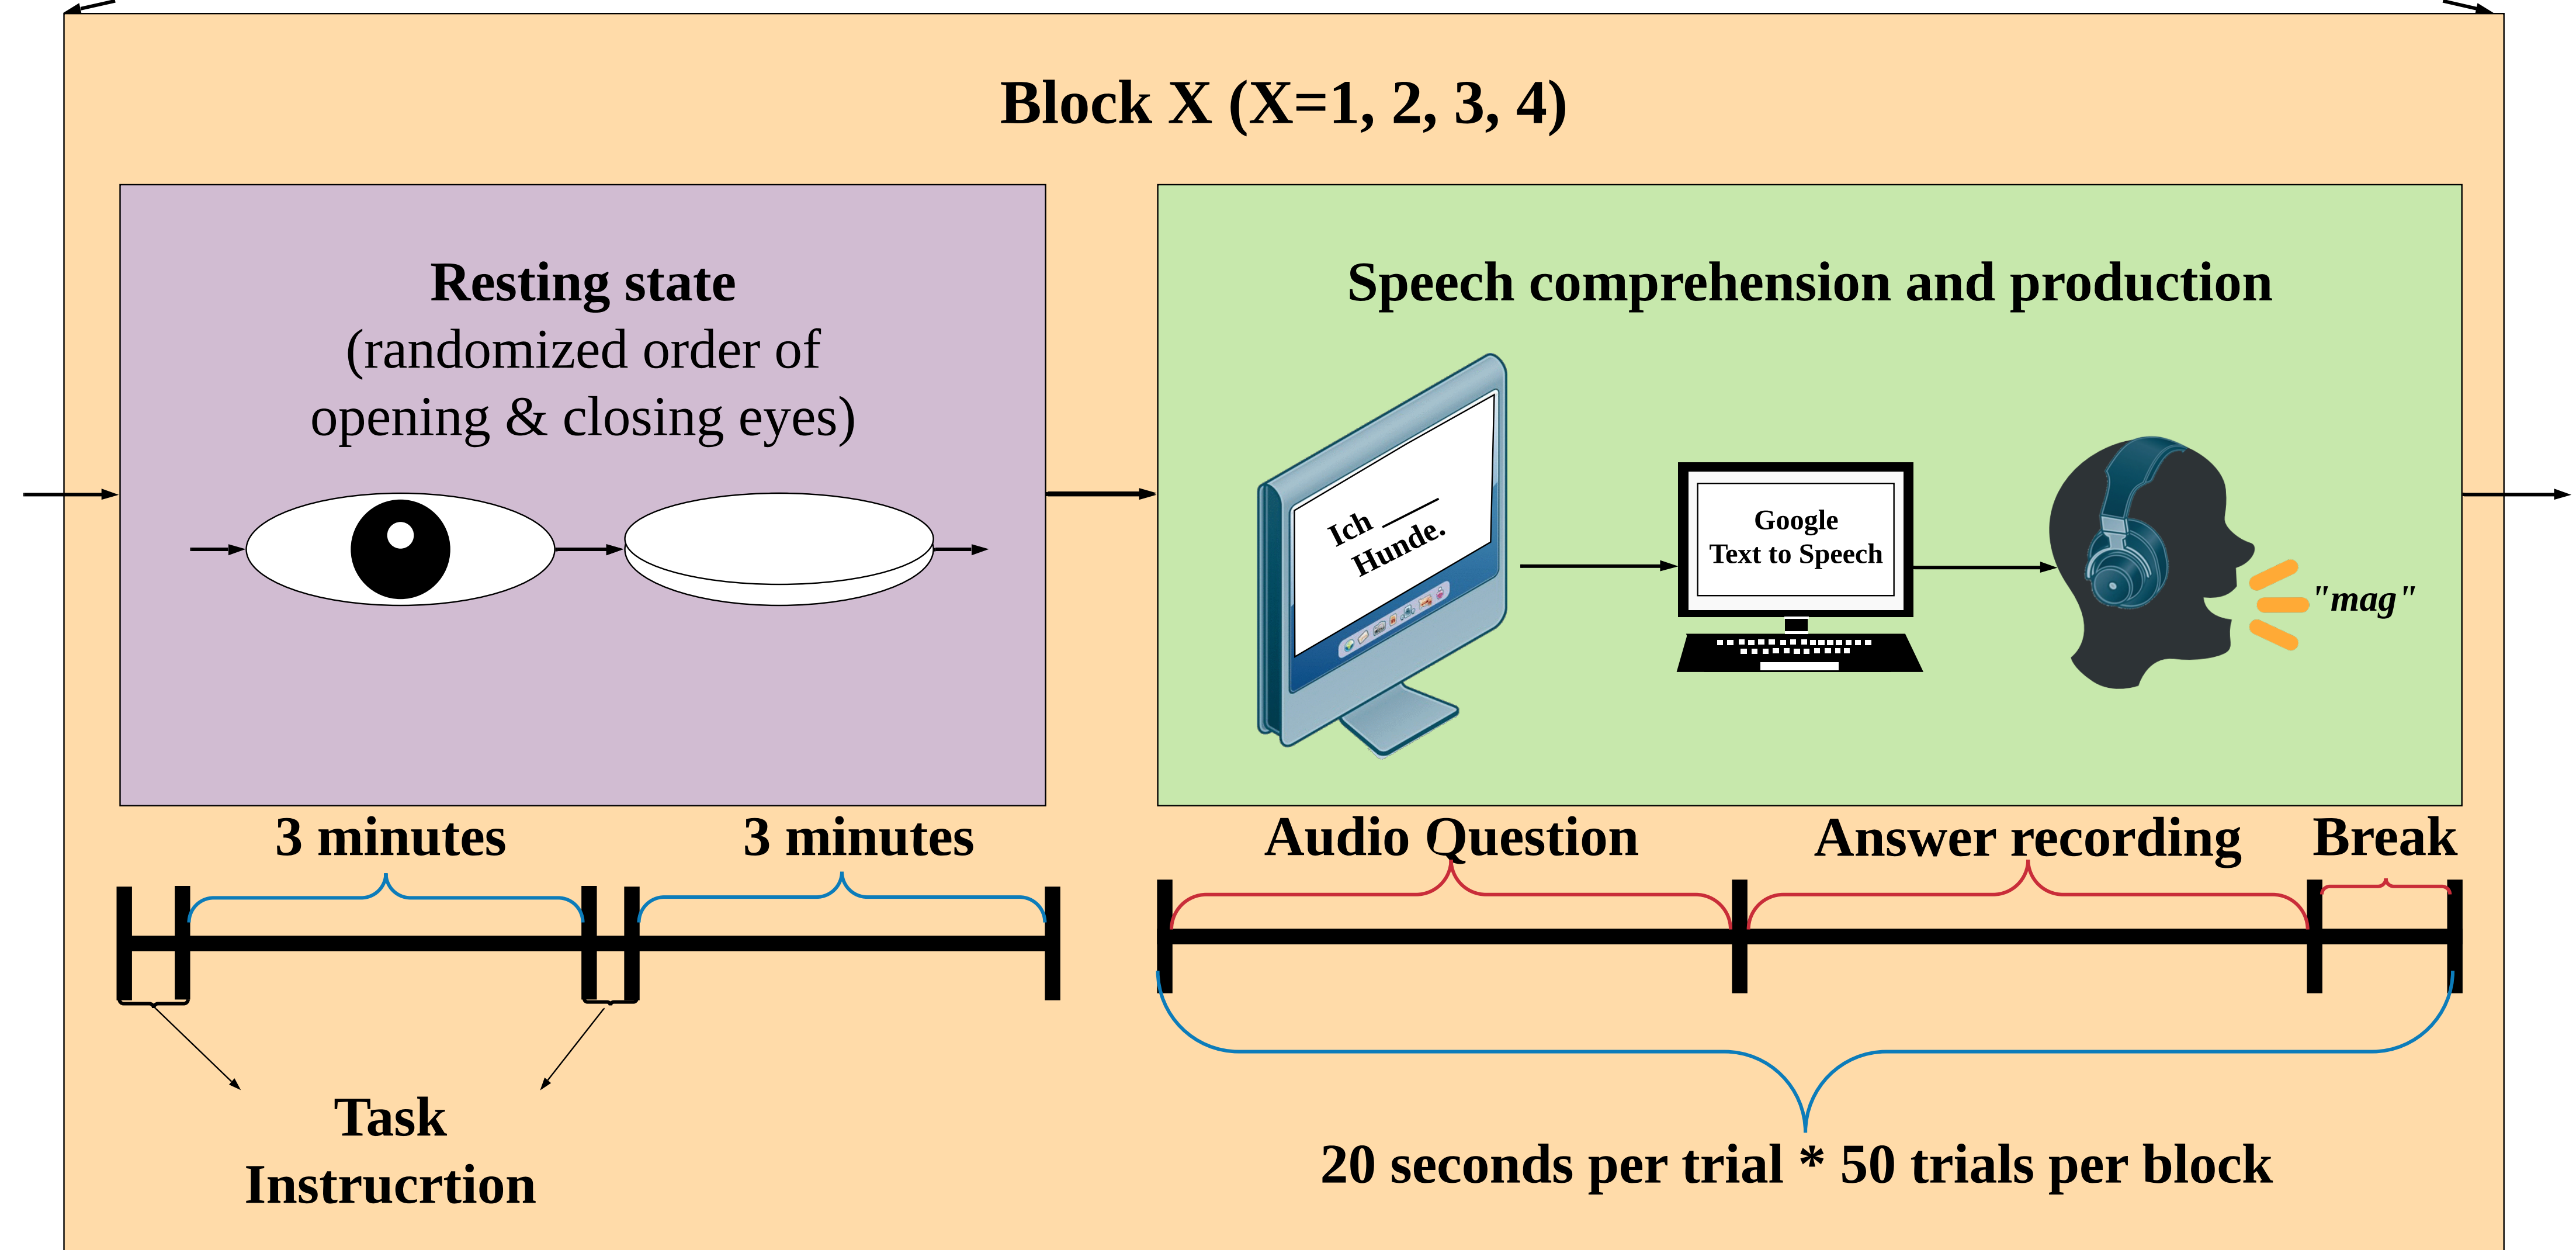 Block X (X=1, 2, 3, 4)
Resting state
(randomized order of
opening & closing eyes)
Speech comprehension and production
Ich ____
Hunde.
Google
Text to Speech
"mag"
3 minutes
3 minutes
Audio Question
Answer recording
Break
Task
Instrucrtion
20 seconds per trial * 50 trials per block